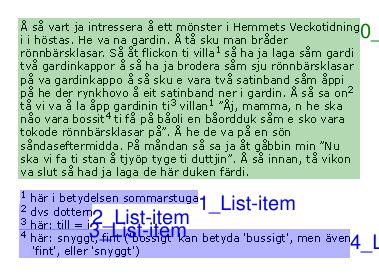 Å så vart ja intressera å ett mönster i Hemmets Veckotidning
i i höstas. He va na gardin. Å tå sku man bråder
rönnbärsklasar. Så åt flickon ti villa¹ så ha ja laga såm gardi
två gardinkappor å så ha ja brodera såm sju rönnbärsklasar
på va gardinkappo å så sku e vara två satinband såm åppi
på he der rynkhovo å eit satinband ner i gardin. Å så sa on²
tå vi va å la åpp gardinin ti³ villan¹ "Åj, mamma, n he ska
nåo vara bossit⁴ ti få på båoli en båordduk såm e sko vara
tokode rönnbärsklasar på". Å he de va på en sön
såndaseftermidda. På måndan så sa ja åt gåbbin min "Nu
ska vi fa ti stan å tjyöp tyge ti duttjin". Å så innan, tå vikon
va slut så had ja laga de här duken färdi.
¹ här i betydelsen sommarstuga
² dvs dottern
³ här: till = i
⁴ här: snyggt, fint ('bossigt' kan betyda 'bussigt', men även
'fint', eller 'snyggt')
1_List-item
2_List-item
3_List-item